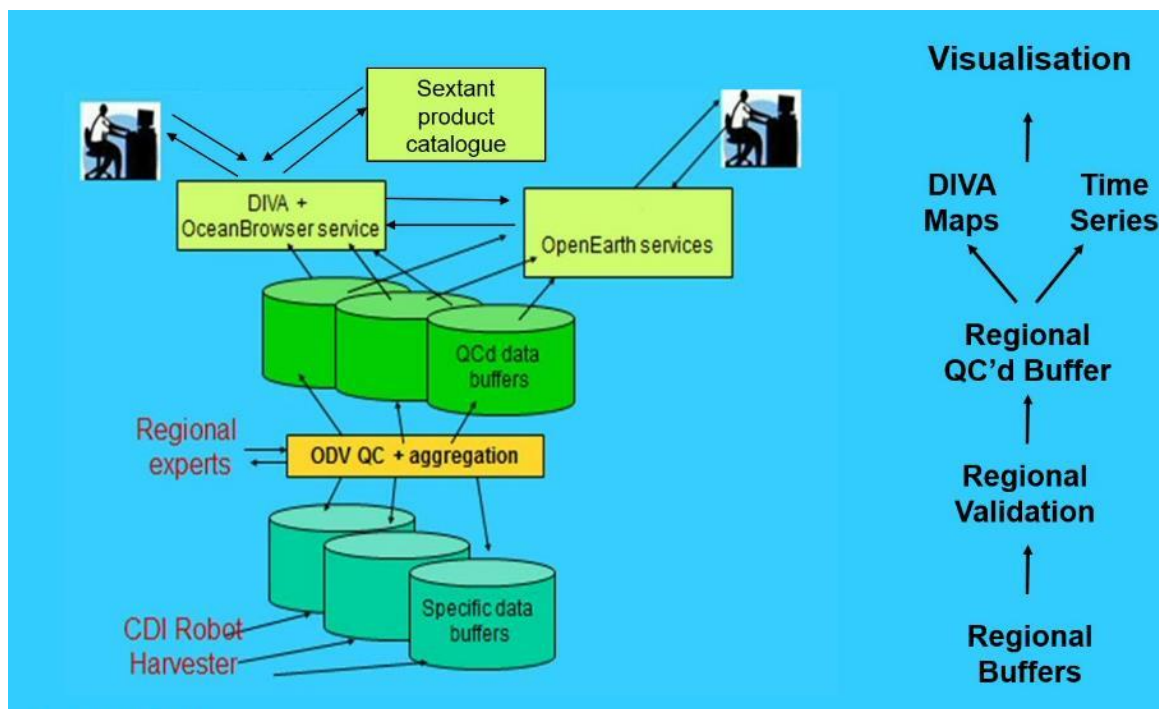 Visualisation
Sextant
product
catalogue
DIVA
Maps
Time
Series
DIVA +
OceanBrowser service
OpenEarth services
QCd data
buffers
Regional
QC'd Buffer
Regional
experts
ODV QC + aggregation
Regional
Validation
Specific data
buffers
CDI Robot
Harvester
Regional
Buffers